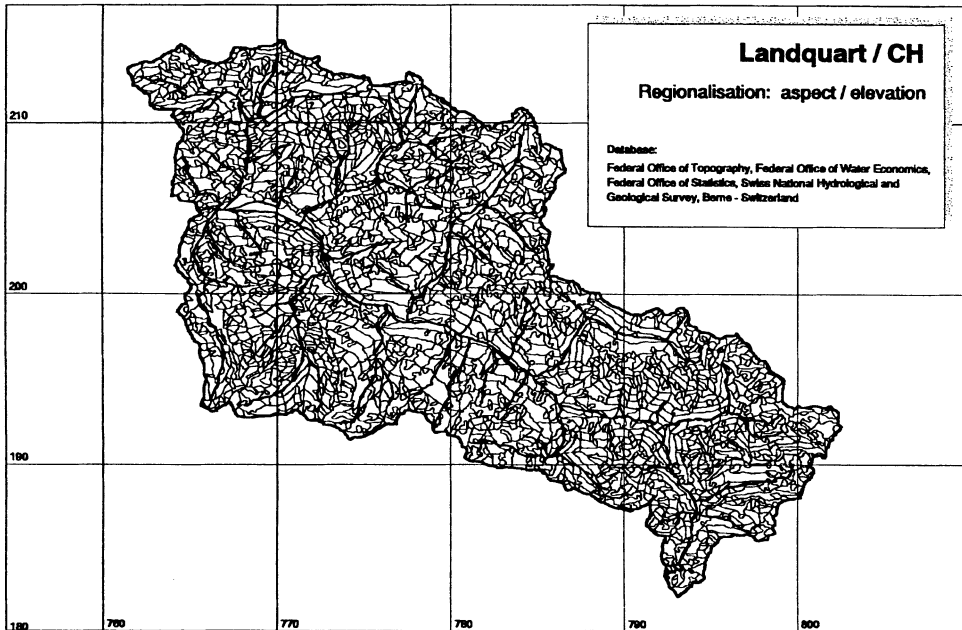 Landquart / CH
Regionalisation: aspect / elevation
Database:
Federal Office of Topography, Federal Office of Water Economics,
Federal Office of Statistics, Swiss National Hydrological and
Geological Survey, Berne - Switzerland
210
200
190
180
760
770
780
790
800